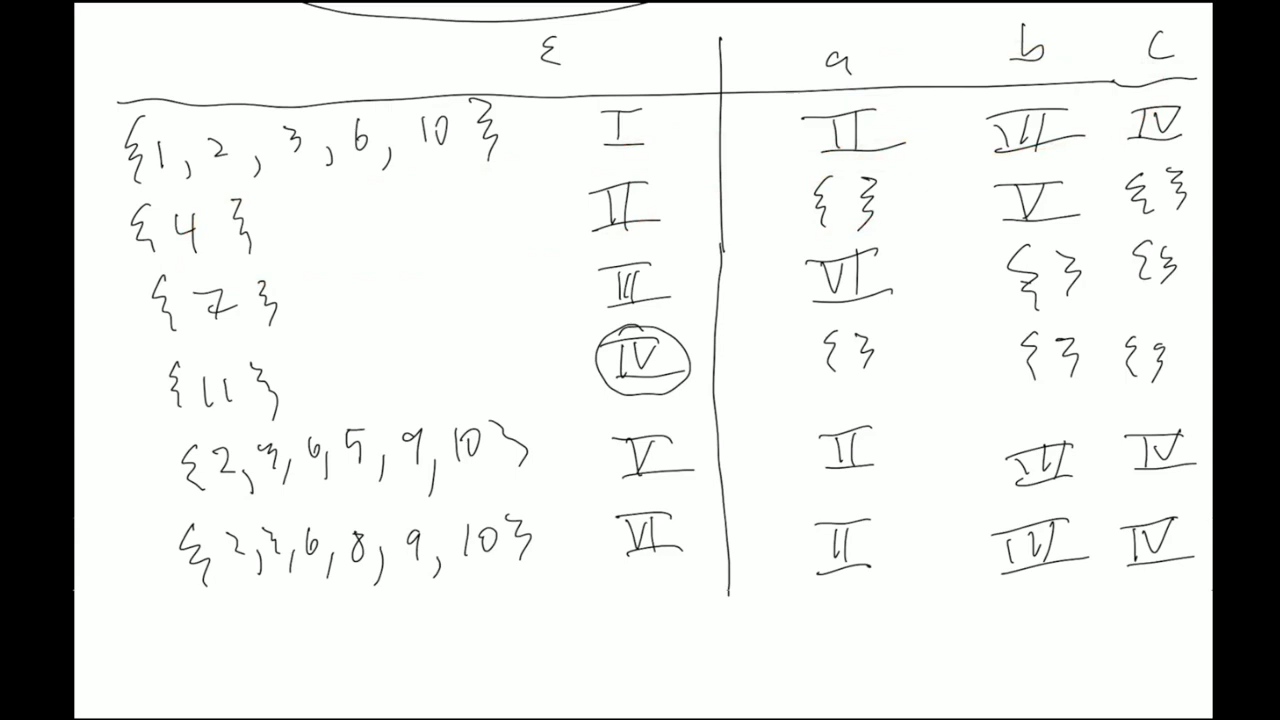 ε a b c
{1, 2, 3, 6, 10} I II III IV
{4} II {} V {}
{7} III VI {} {}
{11} IV {} {} {}
{2, 3, 6, 5, 9, 10} V II III IV
{2, 3, 6, 8, 9, 10} VI II III IV